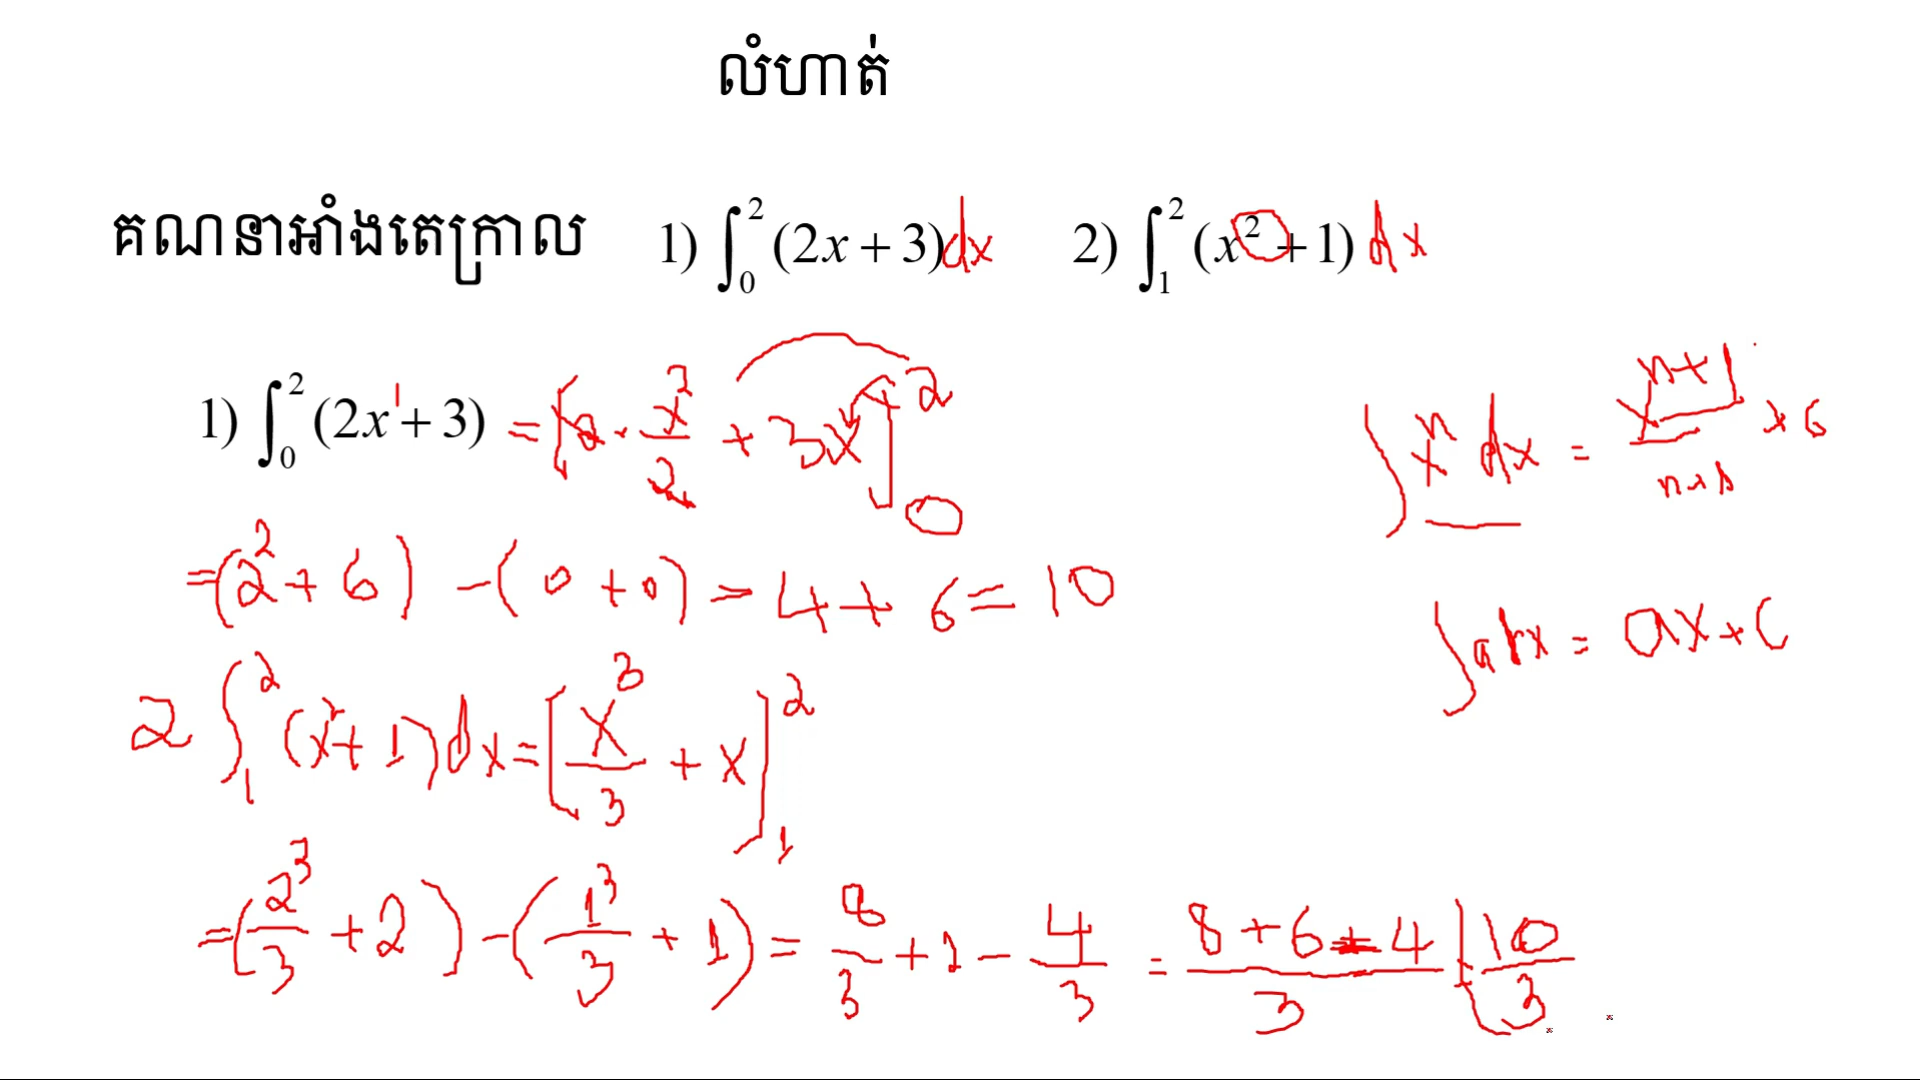 លំហាត់
គណនាអាំងតេក្រាល 1) ∫₀² (2x + 3)dx 2) ∫₁² (x² + 1) dx
1) ∫₀² (2x¹ + 3) = [2 · x²/2 + 3x]₀²
= (2² + 6) − (0 + 0) = 4 + 6 = 10
2 ∫₁² (x² + 1) dx = [x³/3 + x]₁²
= (2³/3 + 2) − (1³/3 + 1) = 8/3 + 2 − 4/3 = (8 + 6 − 4)/3 = 10/3
∫ xⁿ dx = xⁿ⁺¹/(n+1) + c
∫ a dx = ax + c